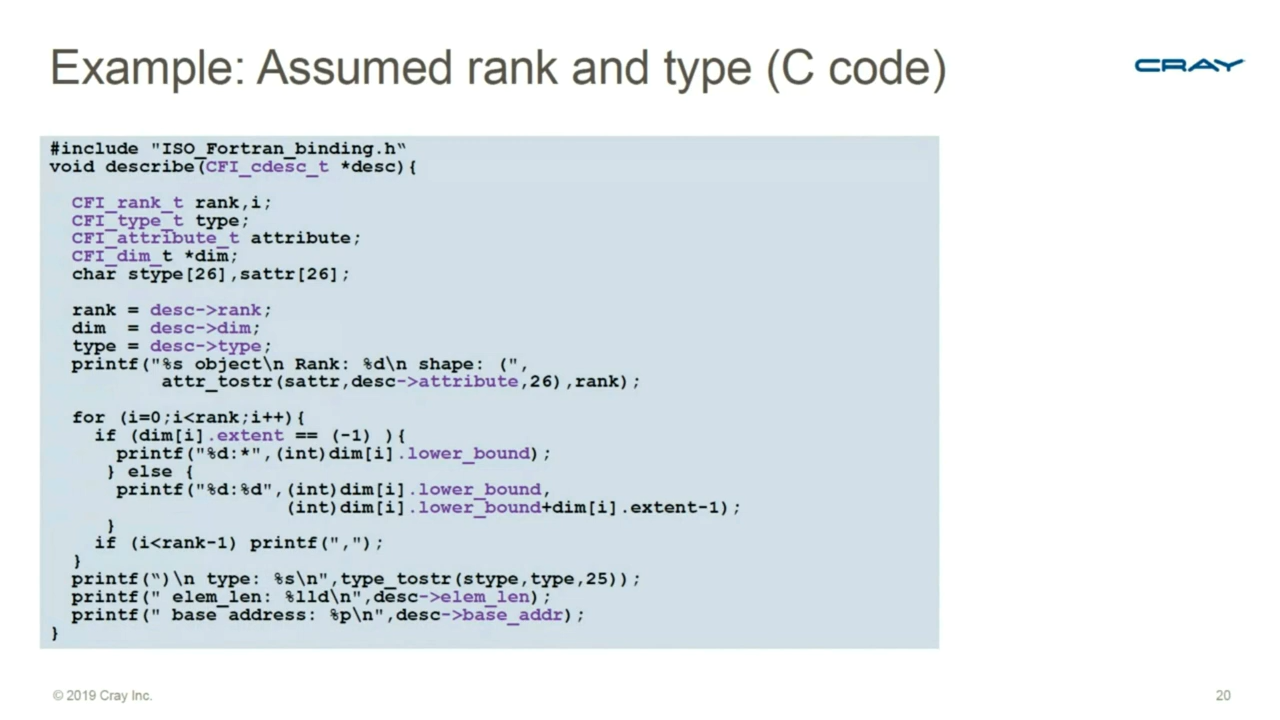 Example: Assumed rank and type (C code)
CRAY
#include "ISO_Fortran_binding.h“
void describe(CFI_cdesc_t *desc){
CFI_rank_t rank,i;
CFI_type_t type;
CFI_attribute_t attribute;
CFI_dim_t *dim;
char stype[26],sattr[26];
rank = desc->rank;
dim  = desc->dim;
type = desc->type;
printf("%s object\n Rank: %d\n shape: (",
attr_tostr(sattr,desc->attribute,26),rank);
for (i=0;i<rank;i++){
if (dim[i].extent == (-1) ){
printf("%d:*",(int)dim[i].lower_bound);
} else {
printf("%d:%d",(int)dim[i].lower_bound,
(int)dim[i].lower_bound+dim[i].extent-1);
}
if (i<rank-1) printf(",");
}
printf(“)\n type: %s\n",type_tostr(stype,type,25));
printf(" elem_len: %lld\n",desc->elem_len);
printf(" base address: %p\n",desc->base_addr);
}
© 2019 Cray Inc.
20